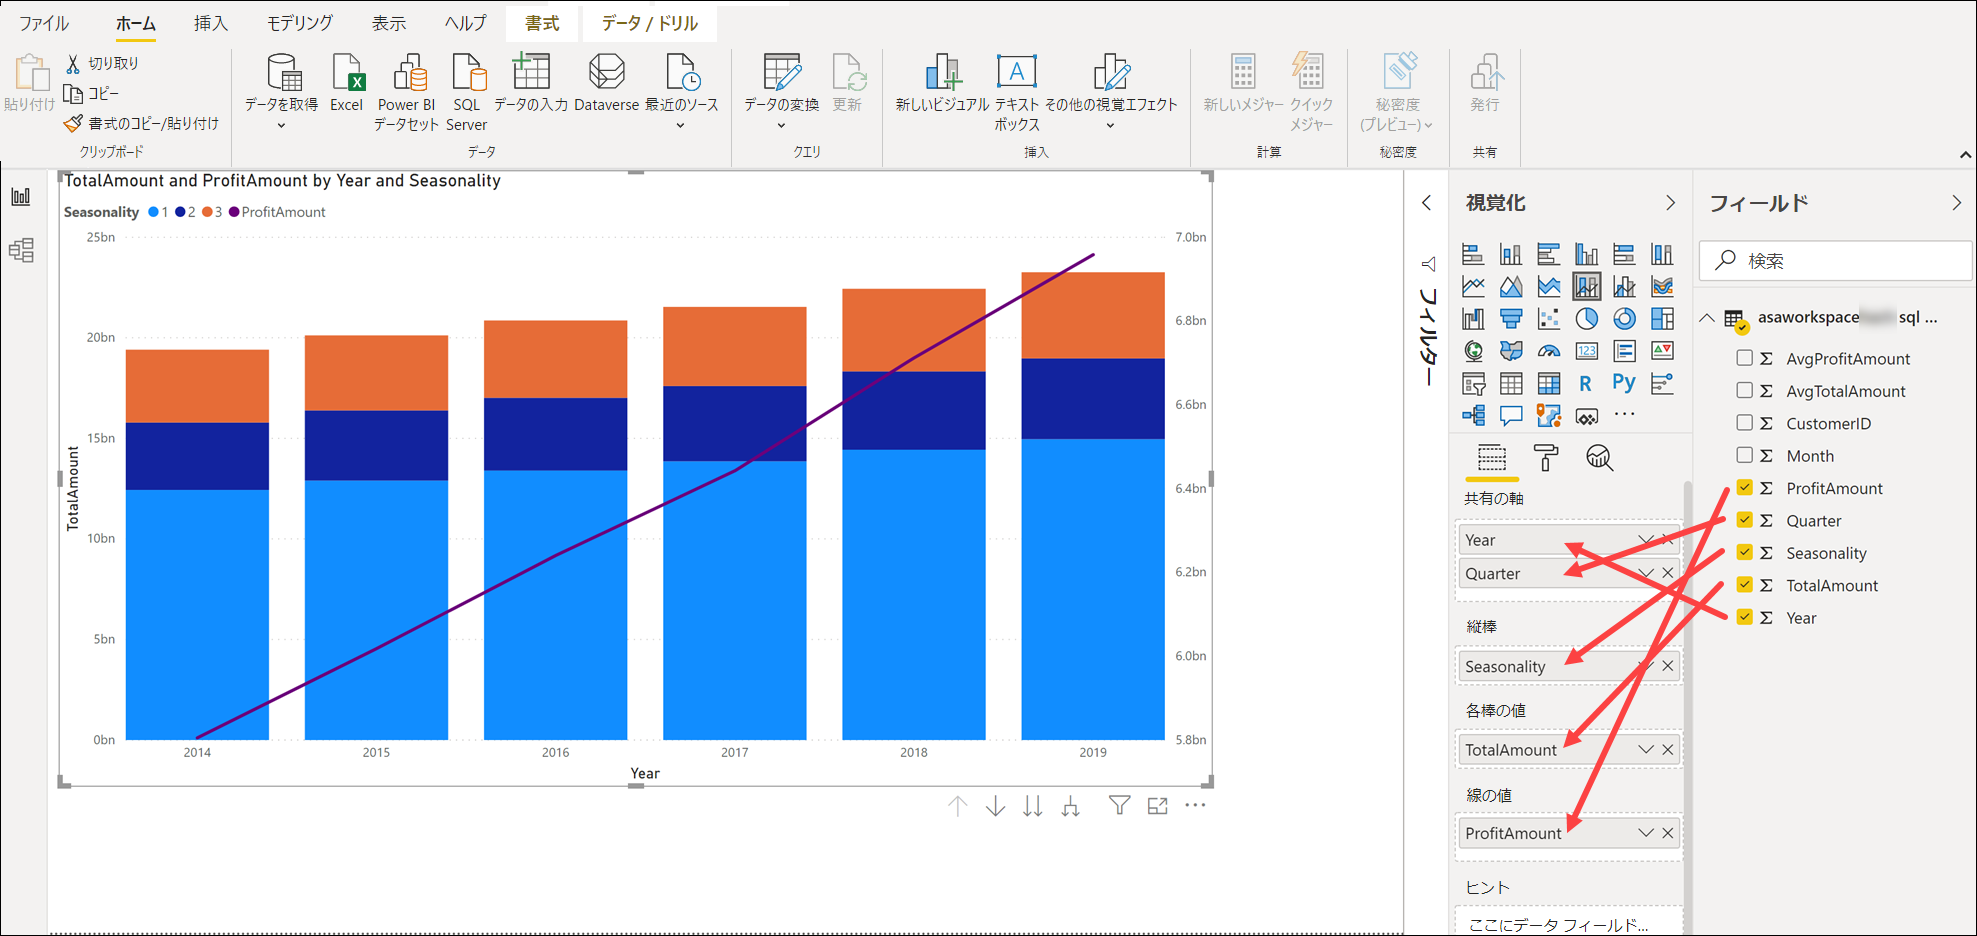 ファイル
ホーム
挿入
モデリング
表示
ヘルプ
書式
データ / ドリル
貼り付け
切り取り
コピー
書式のコピー/貼り付け
クリップボード
データを取得
Excel
Power BI
データセット
SQL
Server
データの入力
Dataverse
最近のソース
データ
データの変換
更新
クエリ
新しいビジュアル
テキスト
ボックス
その他の視覚エフェクト
挿入
新しいメジャー
クイック
メジャー
計算
秘密度
(プレビュー)
秘密度
発行
共有
TotalAmount and ProfitAmount by Year and Seasonality
Seasonality 1 2 3 ProfitAmount
25bn
20bn
15bn
10bn
5bn
0bn
TotalAmount
7.0bn
6.8bn
6.6bn
6.4bn
6.2bn
6.0bn
5.8bn
2014
2015
2016
2017
2018
2019
Year
フィルター
視覚化
123
R
Py
共有の軸
Year
Quarter
縦棒
Seasonality
各棒の値
TotalAmount
線の値
ProfitAmount
ヒント
ここにデータ フィールド...
フィールド
検索
asaworkspace sql ...
AvgProfitAmount
AvgTotalAmount
CustomerID
Month
ProfitAmount
Quarter
Seasonality
TotalAmount
Year